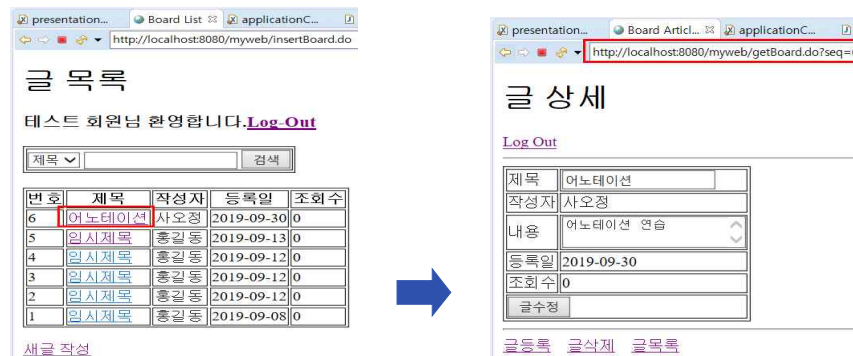 presentation... Board List applicationC...
http://localhost:8080/myweb/insertBoard.do
글 목록
테스트 회원님 환영합니다.Log-Out
제목 검색
번호 제목 작성자 등록일 조회수
6 어노테이션 사오정 2019-09-30 0
5 임시제목 홍길동 2019-09-13 0
4 임시제목 홍길동 2019-09-12 0
3 임시제목 홍길동 2019-09-12 0
2 임시제목 홍길동 2019-09-12 0
1 임시제목 홍길동 2019-09-08 0
새글 작성
presentation... Board Articl... applicationC...
http://localhost:8080/myweb/getBoard.do?seq=
글 상세
Log Out
제목 어노테이션
작성자 사오정
내용 어노테이션 연습
등록일 2019-09-30
조회수 0
글수정
글등록 글삭제 글목록